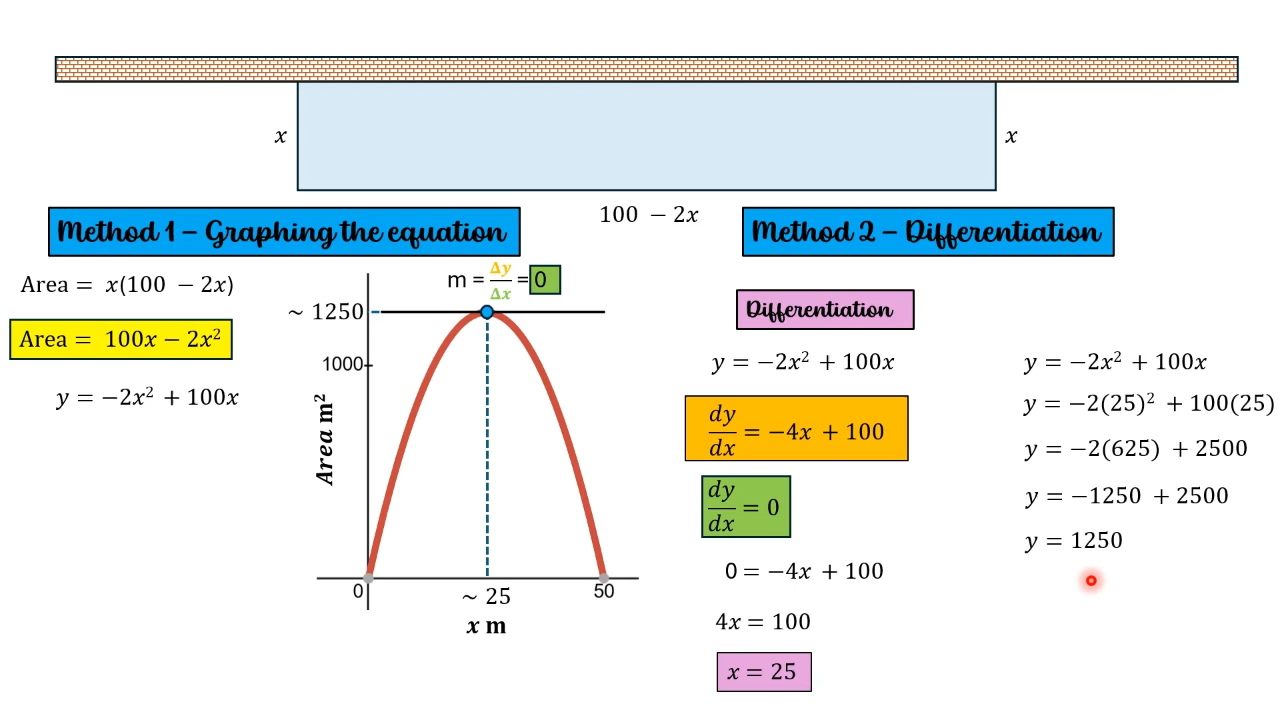 x
x
100 − 2x
Method 1 – Graphing the equation
Area = x(100 − 2x)
Area = 100x − 2x²
y = −2x² + 100x
m = Δy/Δx = 0
~ 1250
1000
Area m²
0
~ 25
50
x m
Method 2 – Differentiation
Differentiation
y = −2x² + 100x
dy/dx = −4x + 100
dy/dx = 0
0 = −4x + 100
4x = 100
x = 25
y = −2x² + 100x
y = −2(25)² + 100(25)
y = −2(625) + 2500
y = −1250 + 2500
y = 1250